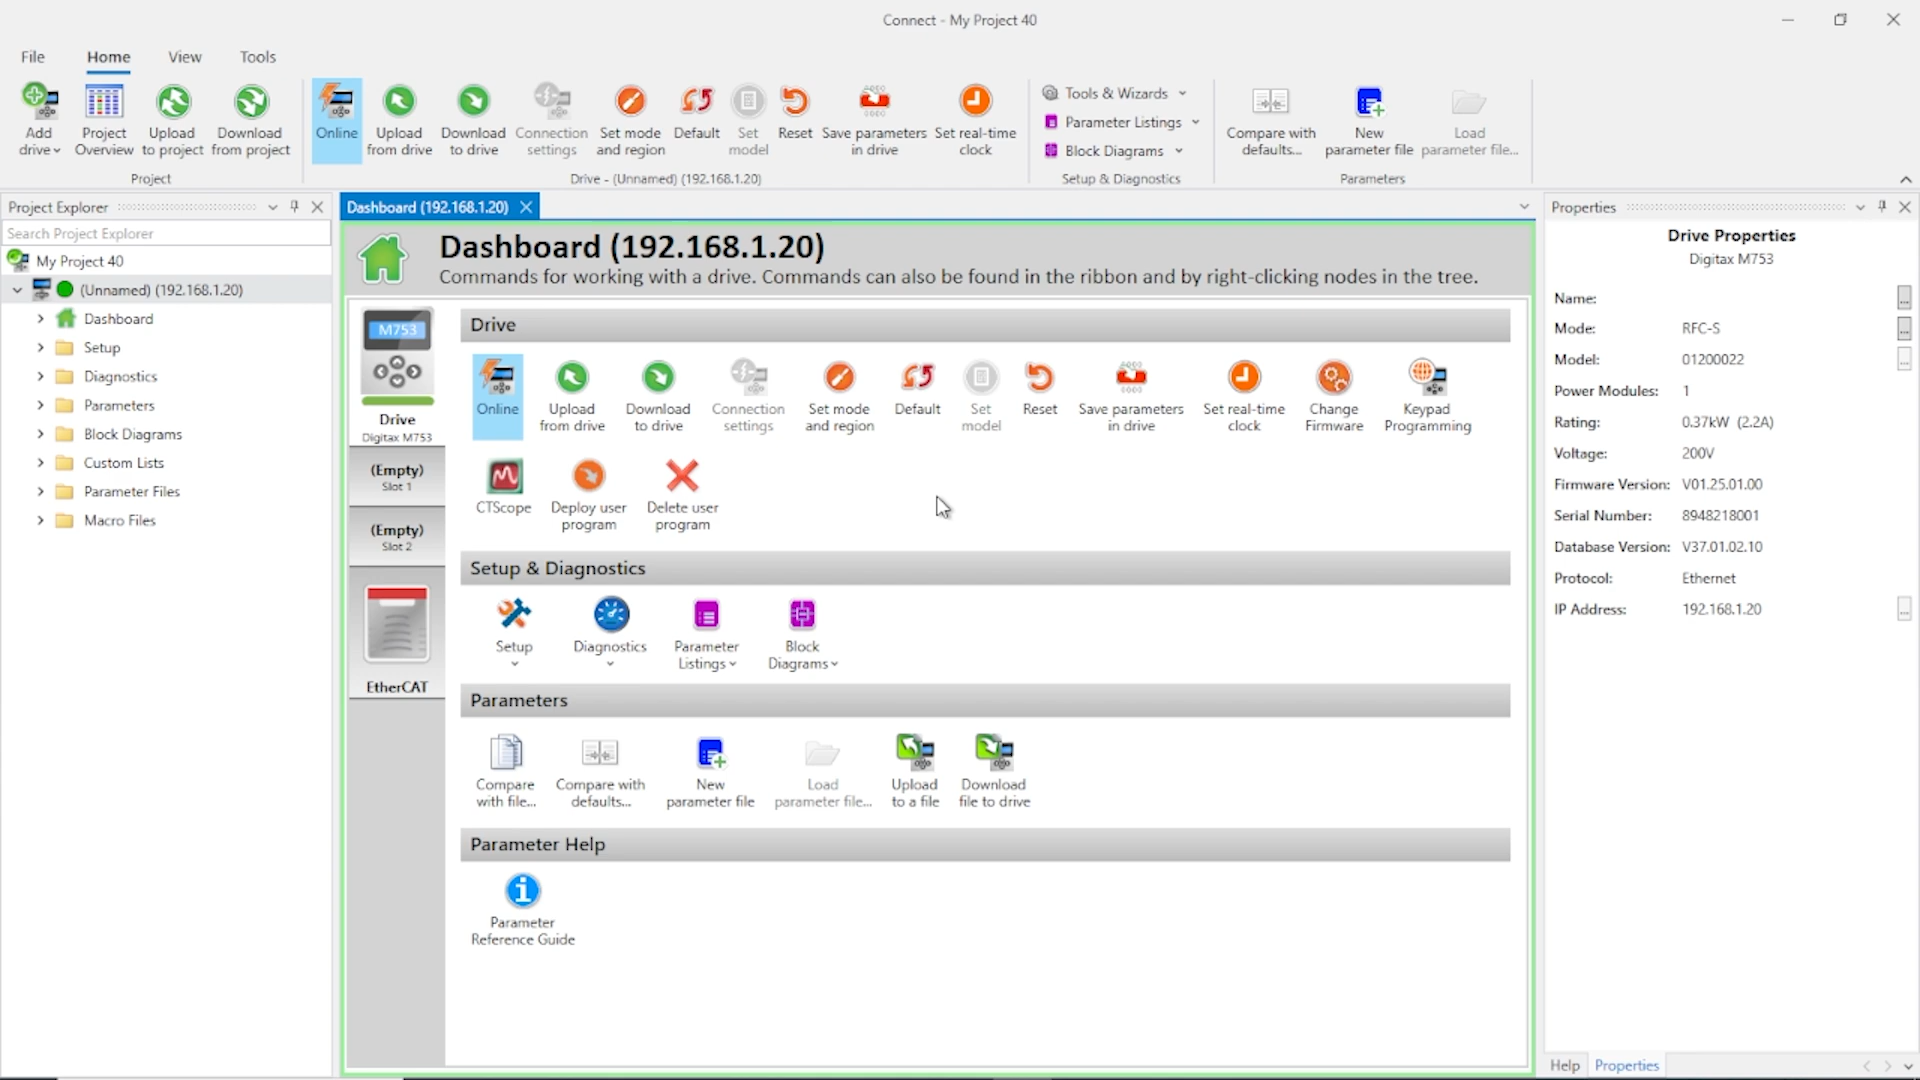 Connect - My Project 40
File Home View Tools
Add drive
Project Overview
Upload to project
Download from project
Online
Upload from drive
Download to drive
Connection settings
Set mode and region
Default
Set model
Reset
Save parameters in drive
Set real-time clock
Tools & Wizards
Parameter Listings
Block Diagrams
Compare with defaults...
New parameter file
Load parameter file...
Project
Drive - (Unnamed) (192.168.1.20)
Setup & Diagnostics
Parameters
Project Explorer
Search Project Explorer
My Project 40
(Unnamed) (192.168.1.20)
Dashboard
Setup
Diagnostics
Parameters
Block Diagrams
Custom Lists
Parameter Files
Macro Files
Dashboard (192.168.1.20)
Dashboard (192.168.1.20)
Commands for working with a drive. Commands can also be found in the ribbon and by right-clicking nodes in the tree.
M753
Drive
Digitax M753
(Empty)
Slot 1
(Empty)
Slot 2
EtherCAT
Drive
Online
Upload from drive
Download to drive
Connection settings
Set mode and region
Default
Set model
Reset
Save parameters in drive
Set real-time clock
Change Firmware
Keypad Programming
CTScope
Deploy user program
Delete user program
Setup & Diagnostics
Setup
Diagnostics
Parameter Listings
Block Diagrams
Parameters
Compare with file...
Compare with defaults...
New parameter file
Load parameter file...
Upload to a file
Download file to drive
Parameter Help
Parameter Reference Guide
Properties
Drive Properties
Digitax M753
Name:
Mode: RFC-S
Model: 01200022
Power Modules: 1
Rating: 0.37kW (2.2A)
Voltage: 200V
Firmware Version: V01.25.01.00
Serial Number: 8948218001
Database Version: V37.01.02.10
Protocol: Ethernet
IP Address: 192.168.1.20
Help Properties